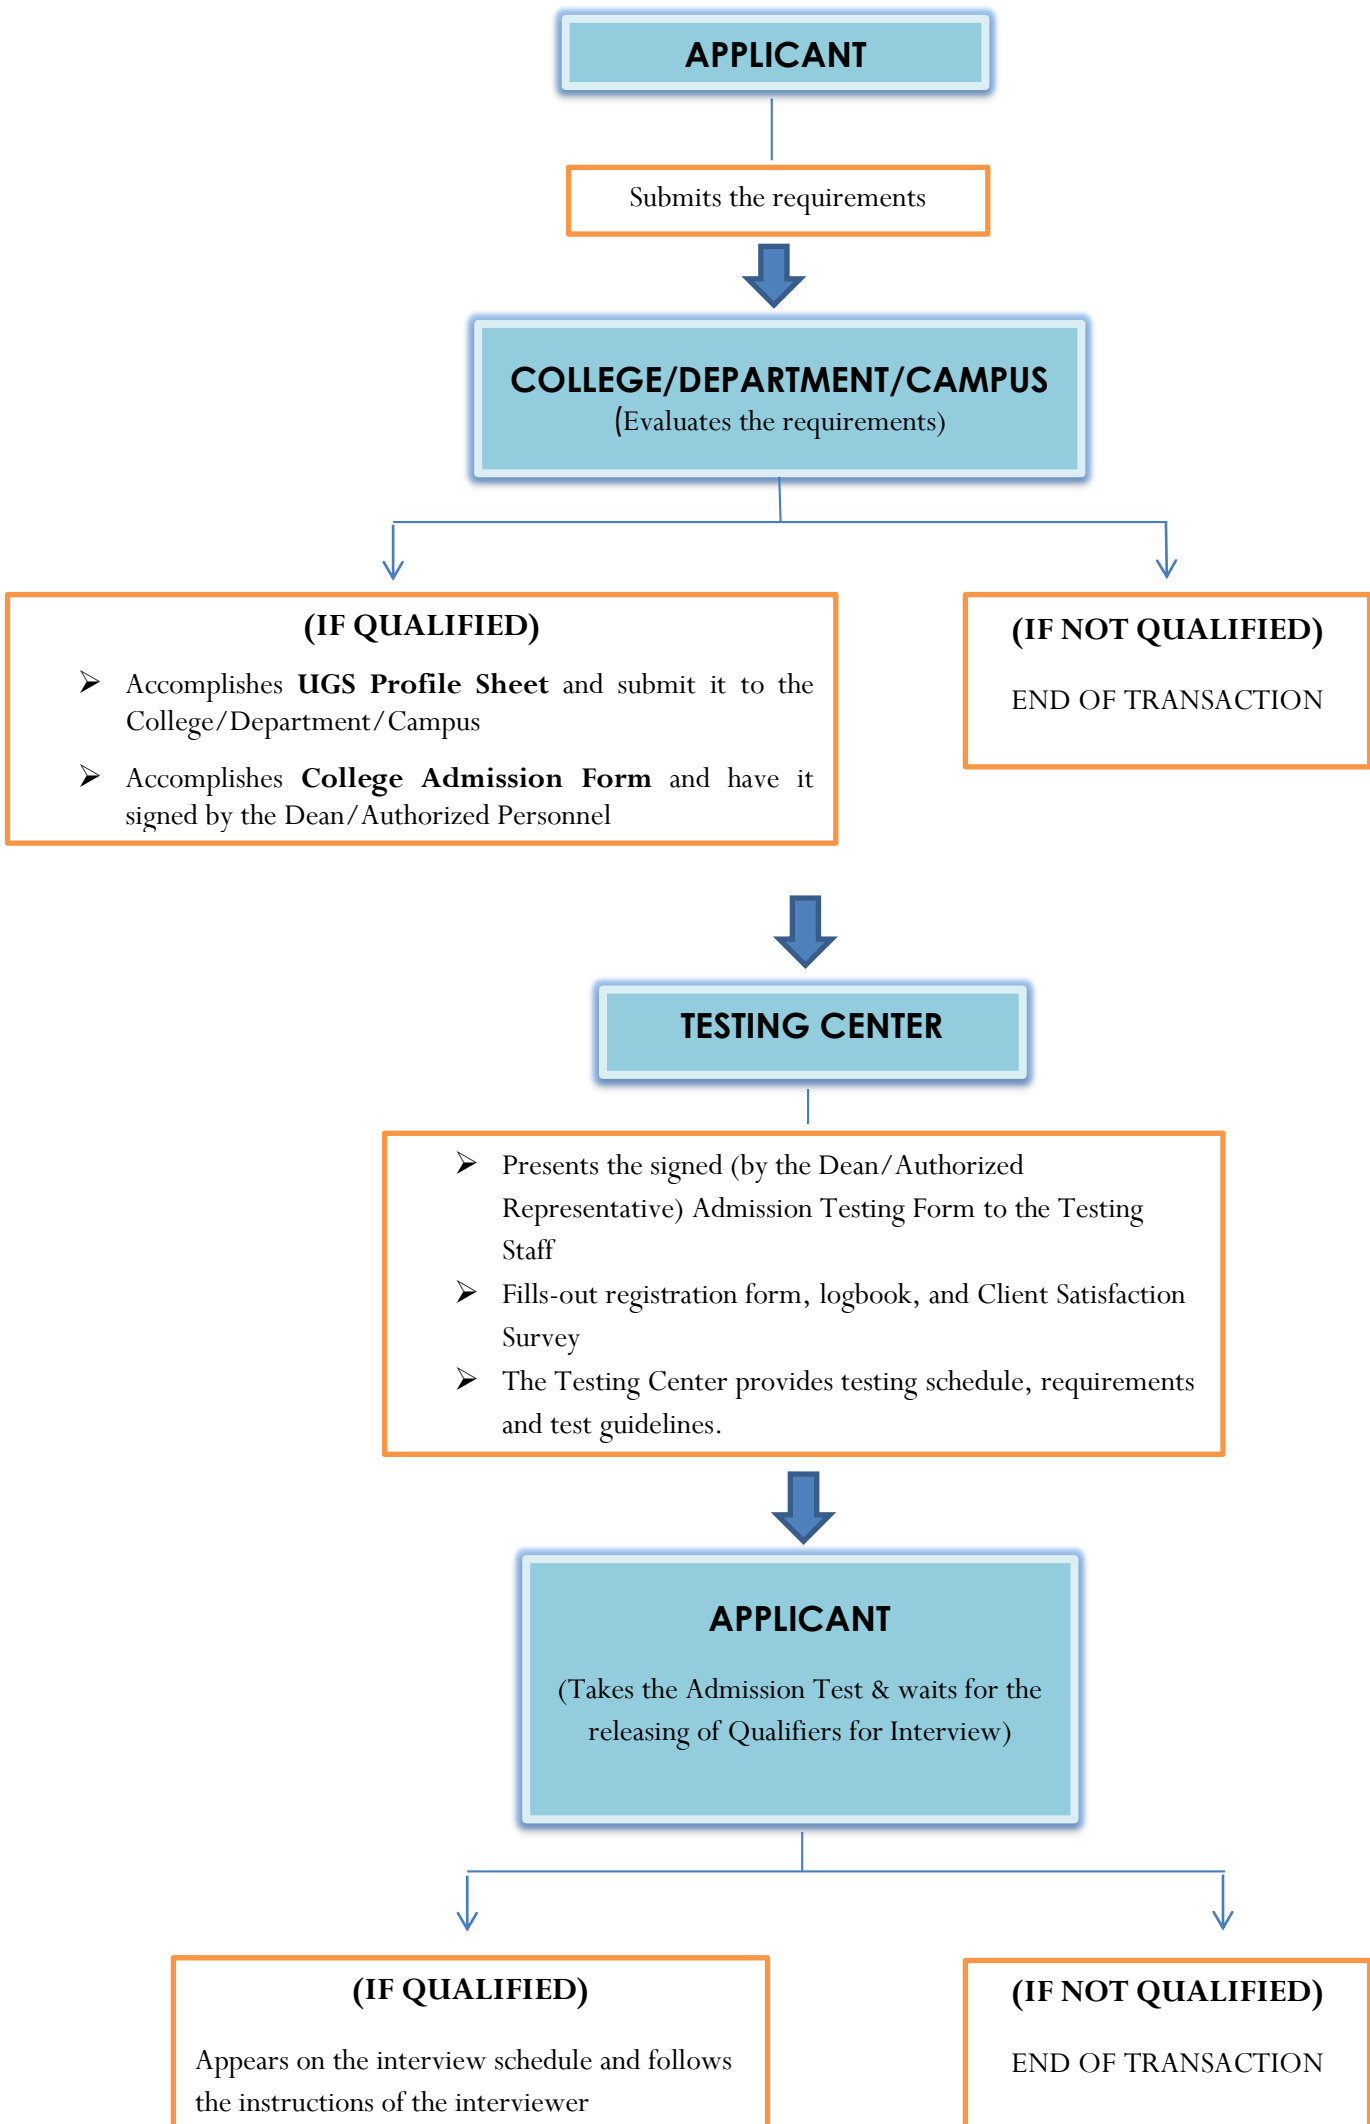 APPLICANT
Submits the requirements
COLLEGE/DEPARTMENT/CAMPUS
(Evaluates the requirements)
(IF QUALIFIED)
➢ Accomplishes UGS Profile Sheet and submit it to the
College/Department/Campus
➢ Accomplishes College Admission Form and have it
signed by the Dean/Authorized Personnel
(IF NOT QUALIFIED)
END OF TRANSACTION
TESTING CENTER
➢ Presents the signed (by the Dean/Authorized
Representative) Admission Testing Form to the Testing
Staff
➢ Fills-out registration form, logbook, and Client Satisfaction
Survey
➢ The Testing Center provides testing schedule, requirements
and test guidelines.
APPLICANT
(Takes the Admission Test & waits for the
releasing of Qualifiers for Interview)
(IF QUALIFIED)
Appears on the interview schedule and follows
the instructions of the interviewer
(IF NOT QUALIFIED)
END OF TRANSACTION